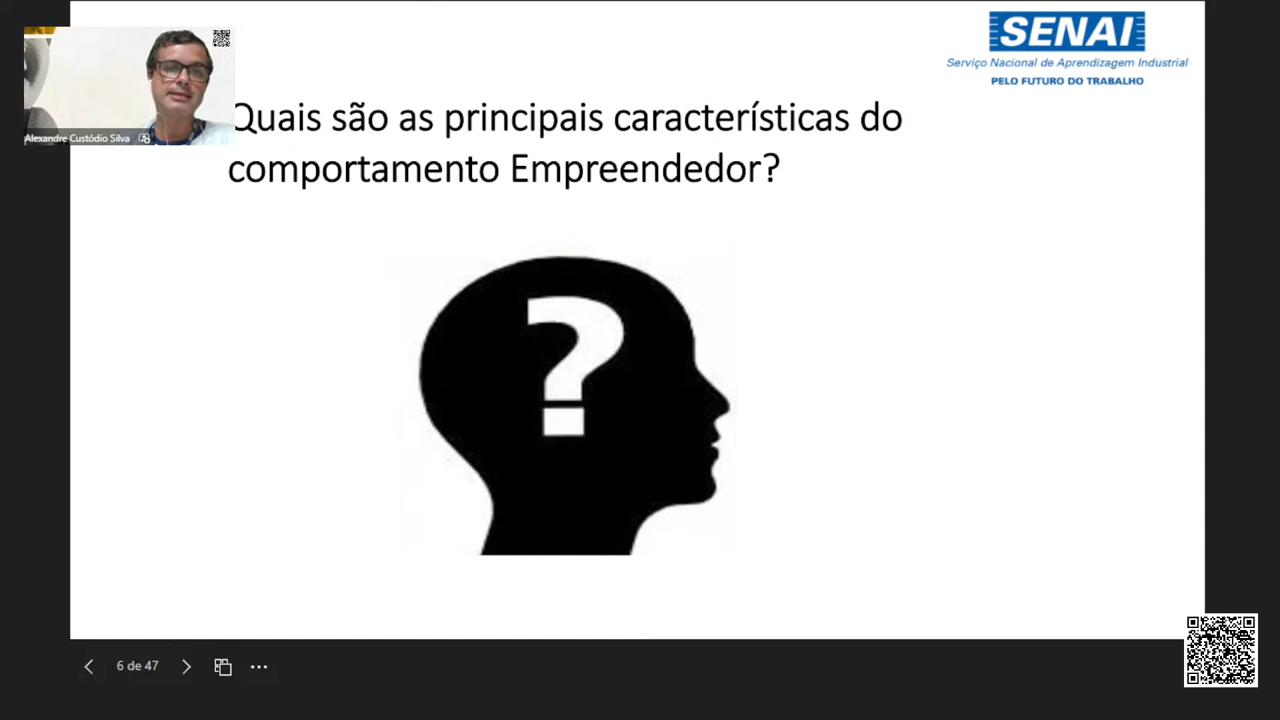 SENAI
Serviço Nacional de Aprendizagem Industrial
PELO FUTURO DO TRABALHO
Alexandre Custódio Silva
Quais são as principais características do
comportamento Empreendedor?
?
6 de 47